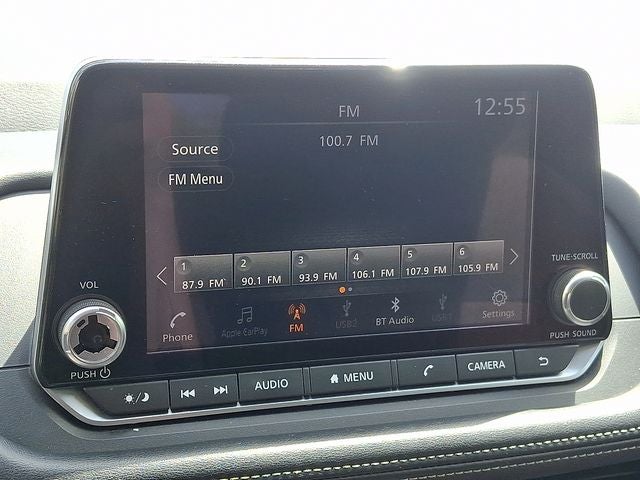 FM 12:55
Source 100.7 FM
FM Menu
1 2 3 4 5 6
87.9 FM 90.1 FM 93.9 FM 106.1 FM 107.9 FM 105.9 FM
Phone Apple CarPlay FM USB2 BT Audio USB1 Settings
VOL
PUSH
TUNE·SCROLL
PUSH SOUND
AUDIO MENU CAMERA